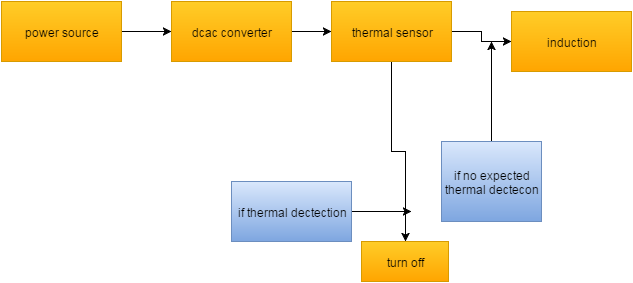 power source
dcac converter
thermal sensor
induction
if no expected
thermal dectecon
if thermal dectection
turn off